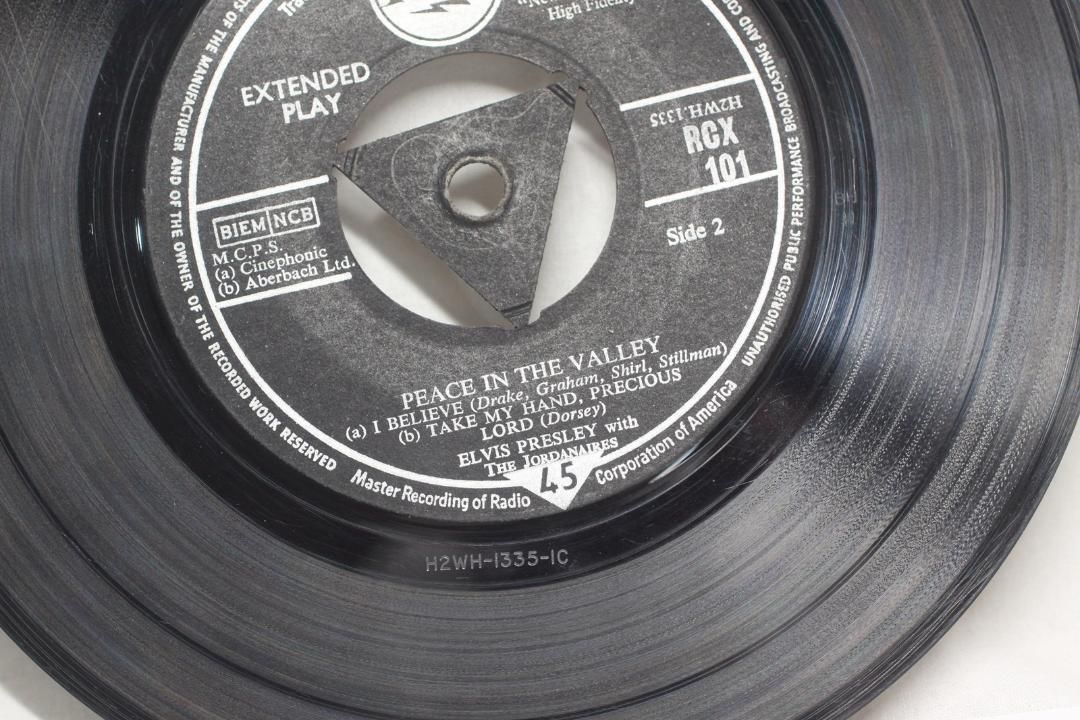 "Ne
High Fidelity
EXTENDED
PLAY
H2WH.1335
RCX
101
BIEM NCB
M.C.P.S.
(a) Cinephonic
(b) Aberbach Ltd.
Side 2
PEACE IN THE VALLEY
(a) I BELIEVE (Drake, Graham, Shirl, Stillman)
(b) TAKE MY HAND, PRECIOUS
LORD (Dorsey)
ELVIS PRESLEY with
THE JORDANAIRES
45
OF THE MANUFACTURER AND OF THE OWNER OF THE RECORDED WORK RESERVED
UNAUTHORISED PUBLIC PERFORMANCE BROADCASTING AND
Master Recording of Radio Corporation of America
H2WH-1335-1C